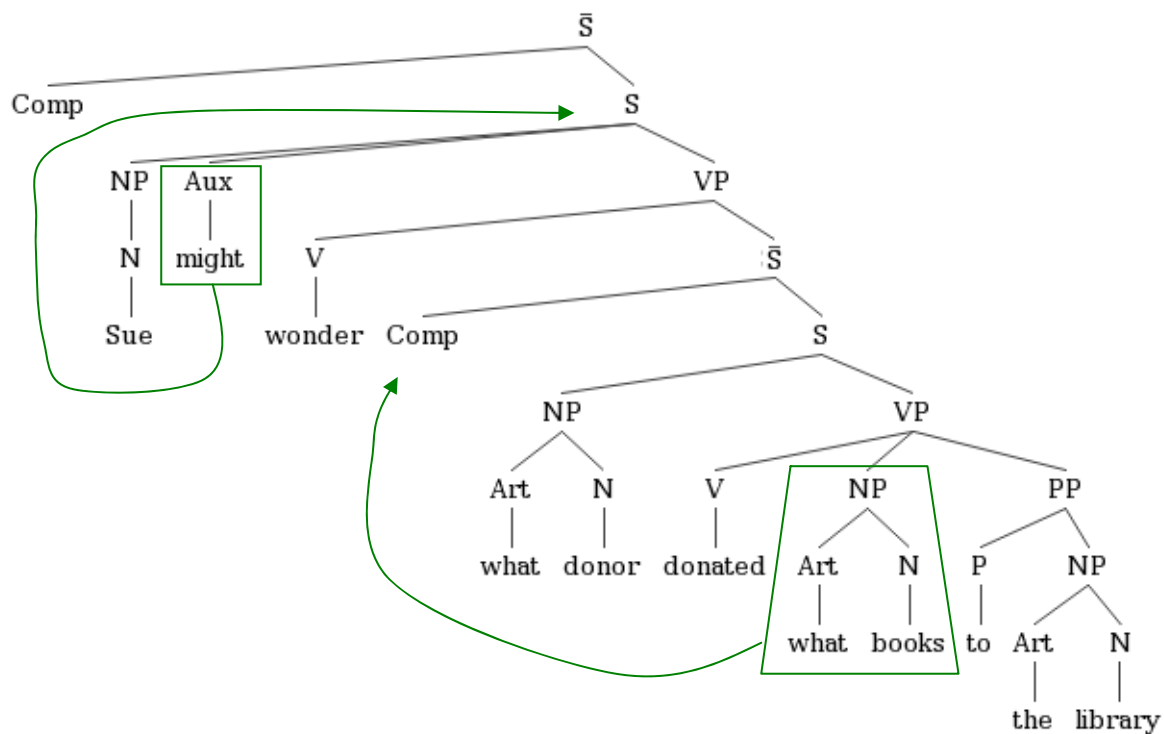 S̄
Comp S
NP Aux VP
N might V S̄
Sue wonder Comp S
NP VP
Art N V NP PP
what donor donated Art N P NP
what books to Art N
the library